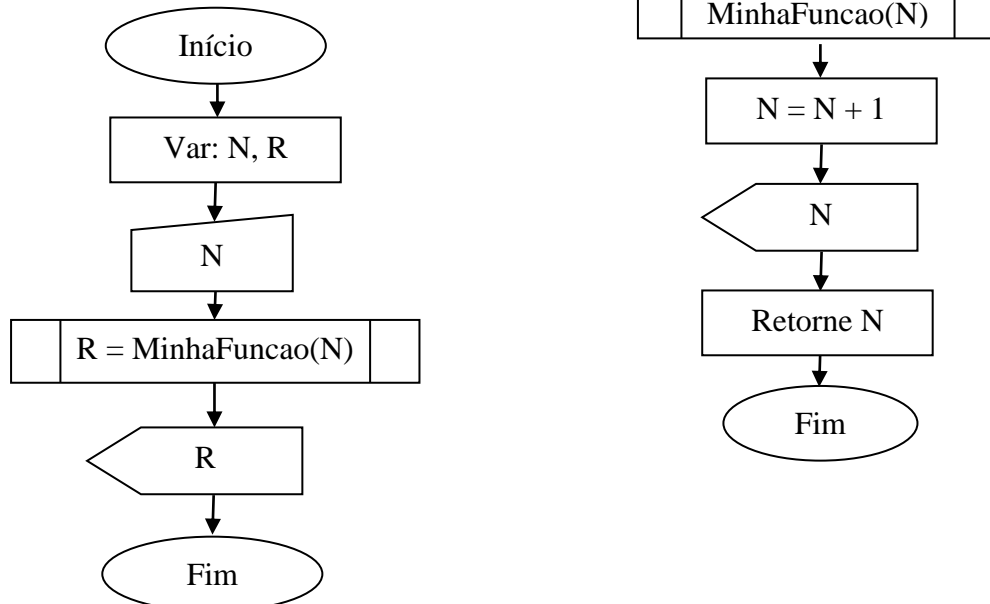 Início
Var: N, R
N
R = MinhaFuncao(N)
R
Fim
MinhaFuncao(N)
N = N + 1
N
Retorne N
Fim